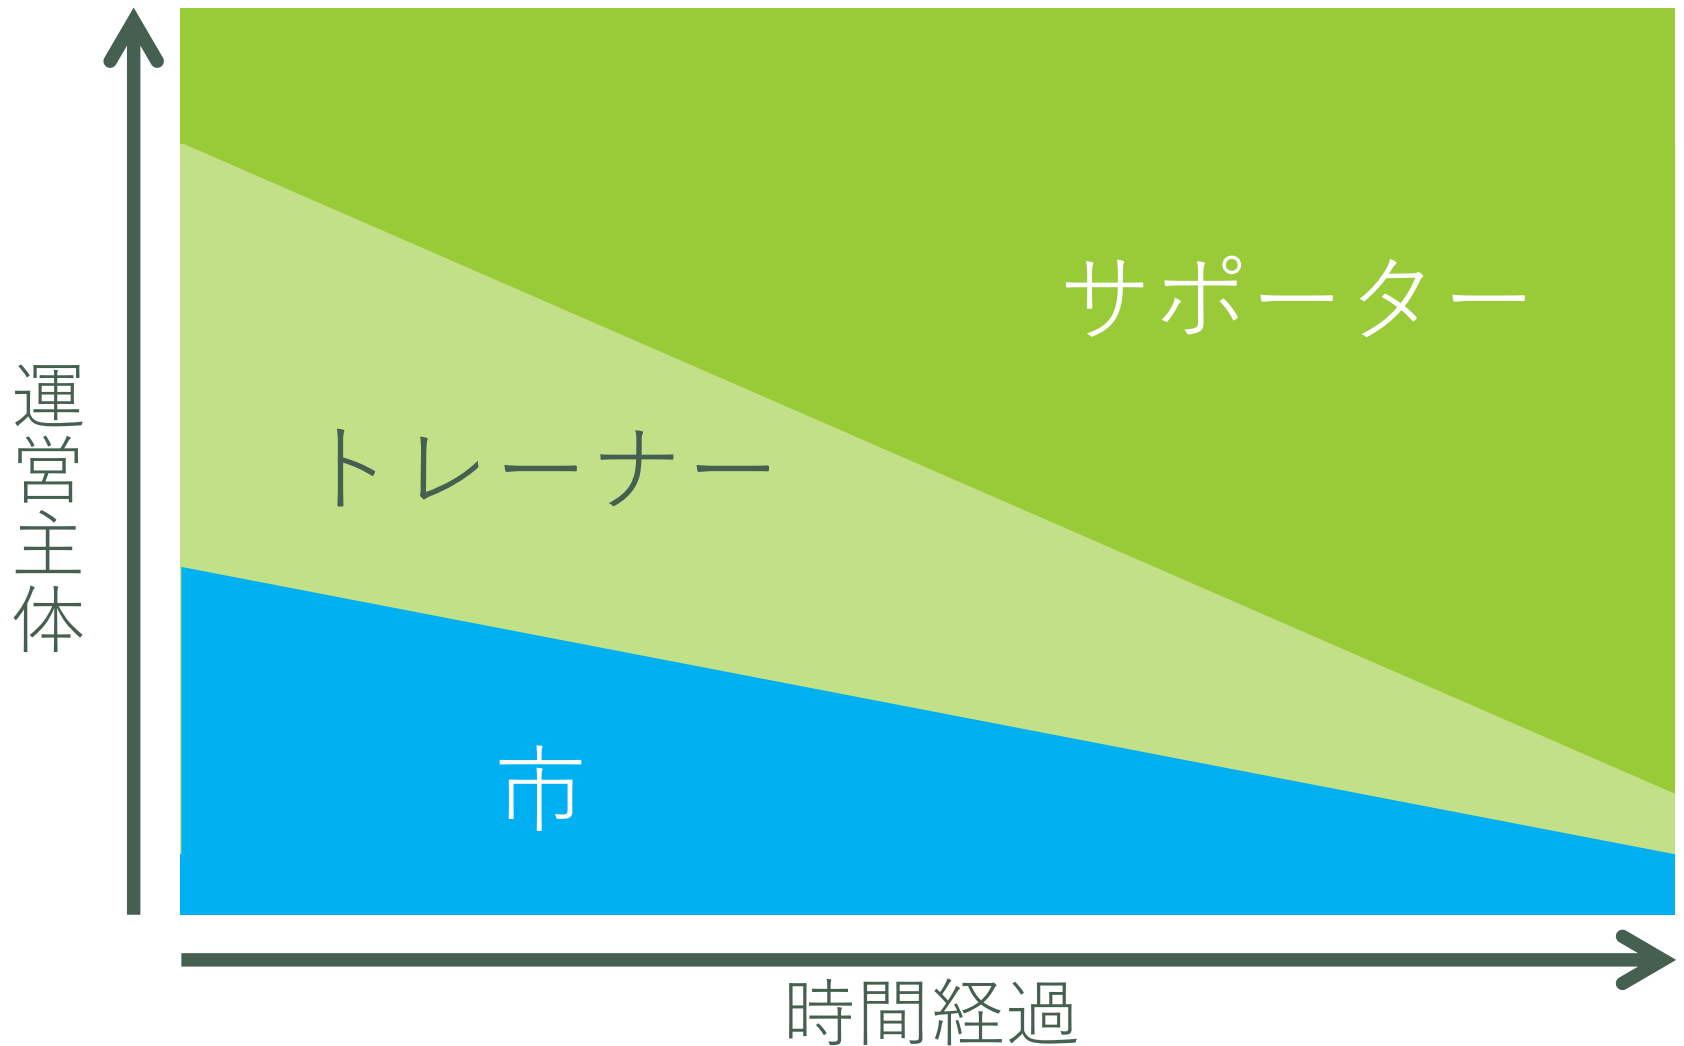 運営主体
サポーター
トレーナー
市
時間経過